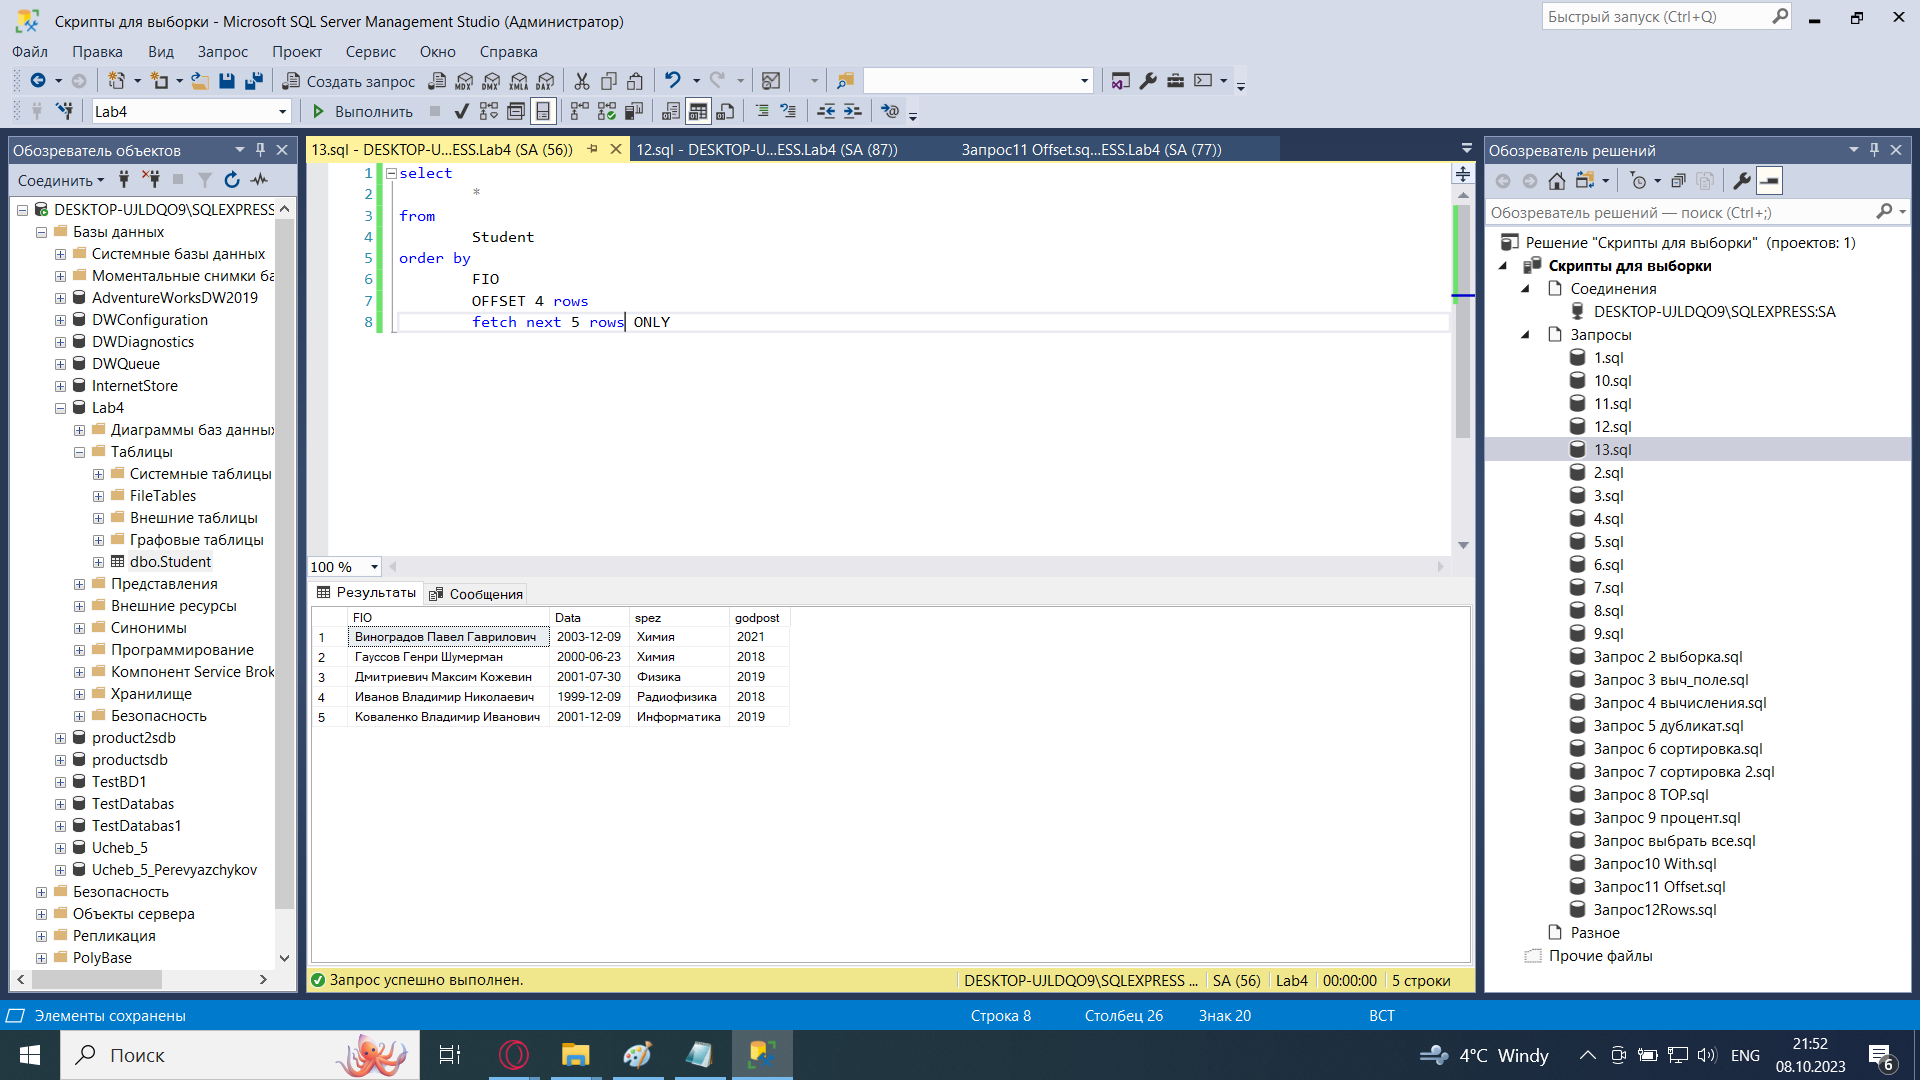 Скрипты для выборки - Microsoft SQL Server Management Studio (Администратор)
Быстрый запуск (Ctrl+Q)
Файл Правка Вид Запрос Проект Сервис Окно Справка
Создать запрос MDX DMX XMLA DAX
Lab4 Выполнить
Обозреватель объектов
Соединить
DESKTOP-UJLDQO9\SQLEXPRESS
Базы данных
Системные базы данных
Моментальные снимки ба
AdventureWorksDW2019
DWConfiguration
DWDiagnostics
DWQueue
InternetStore
Lab4
Диаграммы баз данны
Таблицы
Системные таблицы
FileTables
Внешние таблицы
Графовые таблицы
dbo.Student
Представления
Внешние ресурсы
Синонимы
Программирование
Компонент Service Brok
Хранилище
Безопасность
product2sdb
productsdb
TestBD1
TestDatabas
TestDatabas1
Ucheb_5
Ucheb_5_Perevyazchykov
Безопасность
Объекты сервера
Репликация
PolyBase
13.sql - DESKTOP-U...ESS.Lab4 (SA (56)) 12.sql - DESKTOP-U...ESS.Lab4 (SA (87)) Запрос11 Offset.sq...ESS.Lab4 (SA (77))
1 select
2 *
3 from
4 Student
5 order by
6 FIO
7 OFFSET 4 rows
8 fetch next 5 rows ONLY
100 %
Результаты Сообщения
FIO Data spez godpost
1 Виноградов Павел Гаврилович 2003-12-09 Химия 2021
2 Гауссов Генри Шумерман 2000-06-23 Химия 2018
3 Дмитриевич Максим Кожевин 2001-07-30 Физика 2019
4 Иванов Владимир Николаевич 1999-12-09 Радиофизика 2018
5 Коваленко Владимир Иванович 2001-12-09 Информатика 2019
Запрос успешно выполнен. DESKTOP-UJLDQO9\SQLEXPRESS ... SA (56) Lab4 00:00:00 5 строки
Обозреватель решений
Обозреватель решений — поиск (Ctrl+;)
Решение "Скрипты для выборки" (проектов: 1)
Скрипты для выборки
Соединения
DESKTOP-UJLDQO9\SQLEXPRESS:SA
Запросы
1.sql
10.sql
11.sql
12.sql
13.sql
2.sql
3.sql
4.sql
5.sql
6.sql
7.sql
8.sql
9.sql
Запрос 2 выборка.sql
Запрос 3 выч_поле.sql
Запрос 4 вычисления.sql
Запрос 5 дубликат.sql
Запрос 6 сортировка.sql
Запрос 7 сортировка 2.sql
Запрос 8 TOP.sql
Запрос 9 процент.sql
Запрос выбрать все.sql
Запрос10 With.sql
Запрос11 Offset.sql
Запрос12Rows.sql
Разное
Прочие файлы
Элементы сохранены Строка 8 Столбец 26 Знак 20 ВСТ
Поиск 4°C Windy ENG 21:52
08.10.2023 6